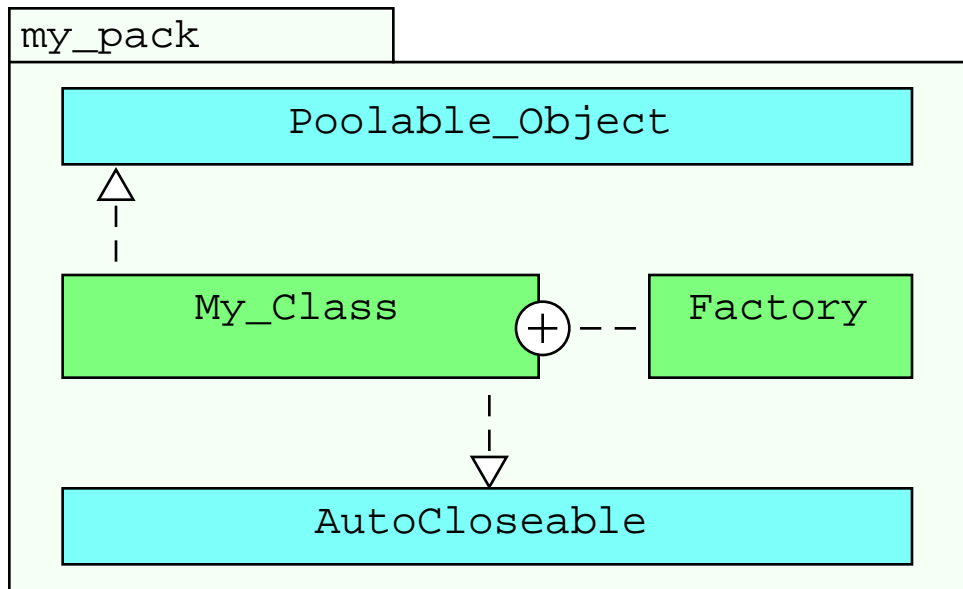 my_pack
Poolable_Object
My_Class
Factory
AutoCloseable